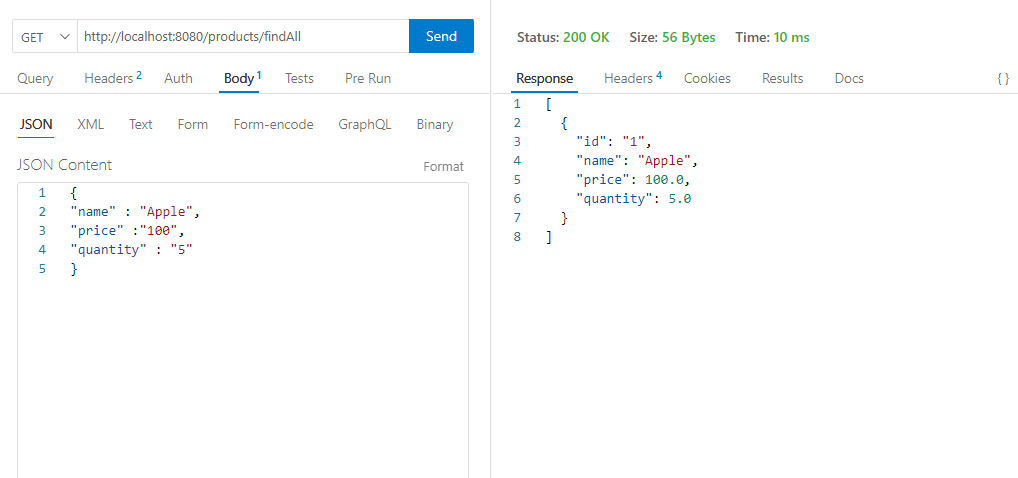 GET http://localhost:8080/products/findAll Send
Query Headers 2 Auth Body 1 Tests Pre Run
JSON XML Text Form Form-encode GraphQL Binary
JSON Content Format
1 {
2 "name" : "Apple",
3 "price" :"100",
4 "quantity" : "5"
5 }
Status: 200 OK Size: 56 Bytes Time: 10 ms
Response Headers 4 Cookies Results Docs { }
1 [
2 {
3 "id": "1",
4 "name": "Apple",
5 "price": 100.0,
6 "quantity": 5.0
7 }
8 ]